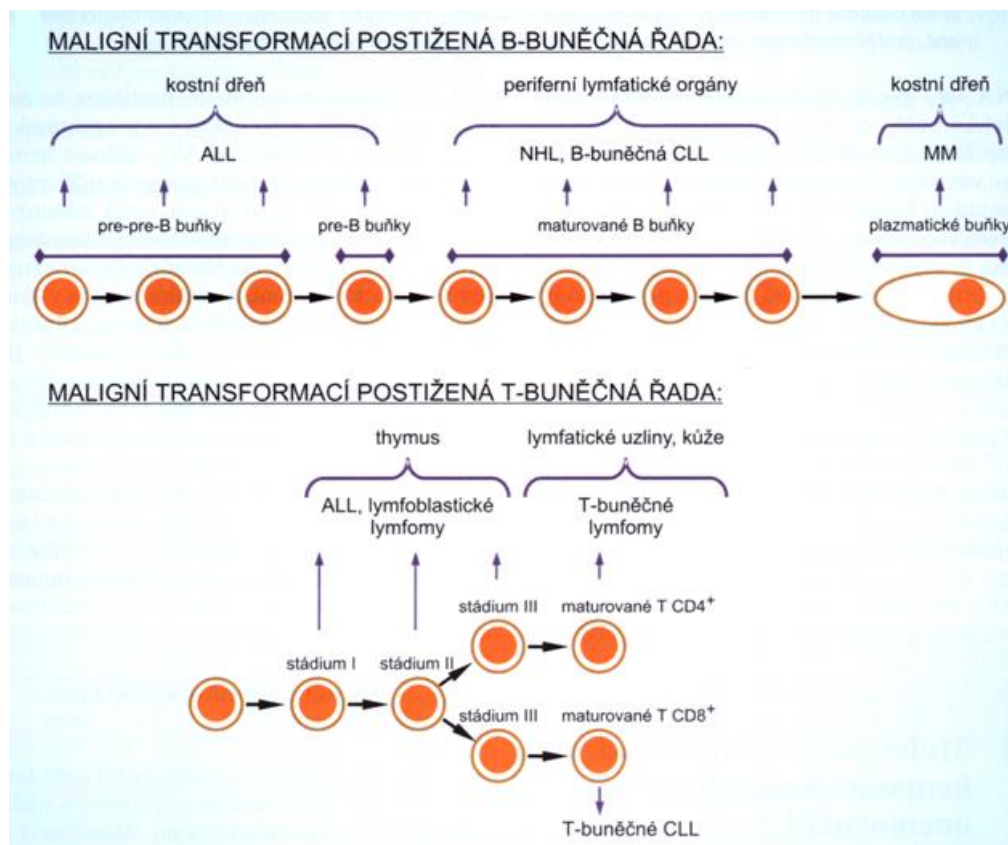 MALIGNÍ TRANSFORMACÍ POSTIŽENÁ B-BUNĚČNÁ ŘADA:
kostní dřeň
periferní lymfatické orgány
kostní dřeň
ALL
NHL, B-buněčná CLL
MM
pre-pre-B buňky
pre-B buňky
maturované B buňky
plazmatické buňky
MALIGNÍ TRANSFORMACÍ POSTIŽENÁ T-BUNĚČNÁ ŘADA:
thymus
lymfatické uzliny, kůže
ALL, lymfoblastické
lymfomy
T-buněčné
lymfomy
stádium III
maturované T CD4+
stádium I
stádium II
stádium III
maturované T CD8+
T-buněčné CLL